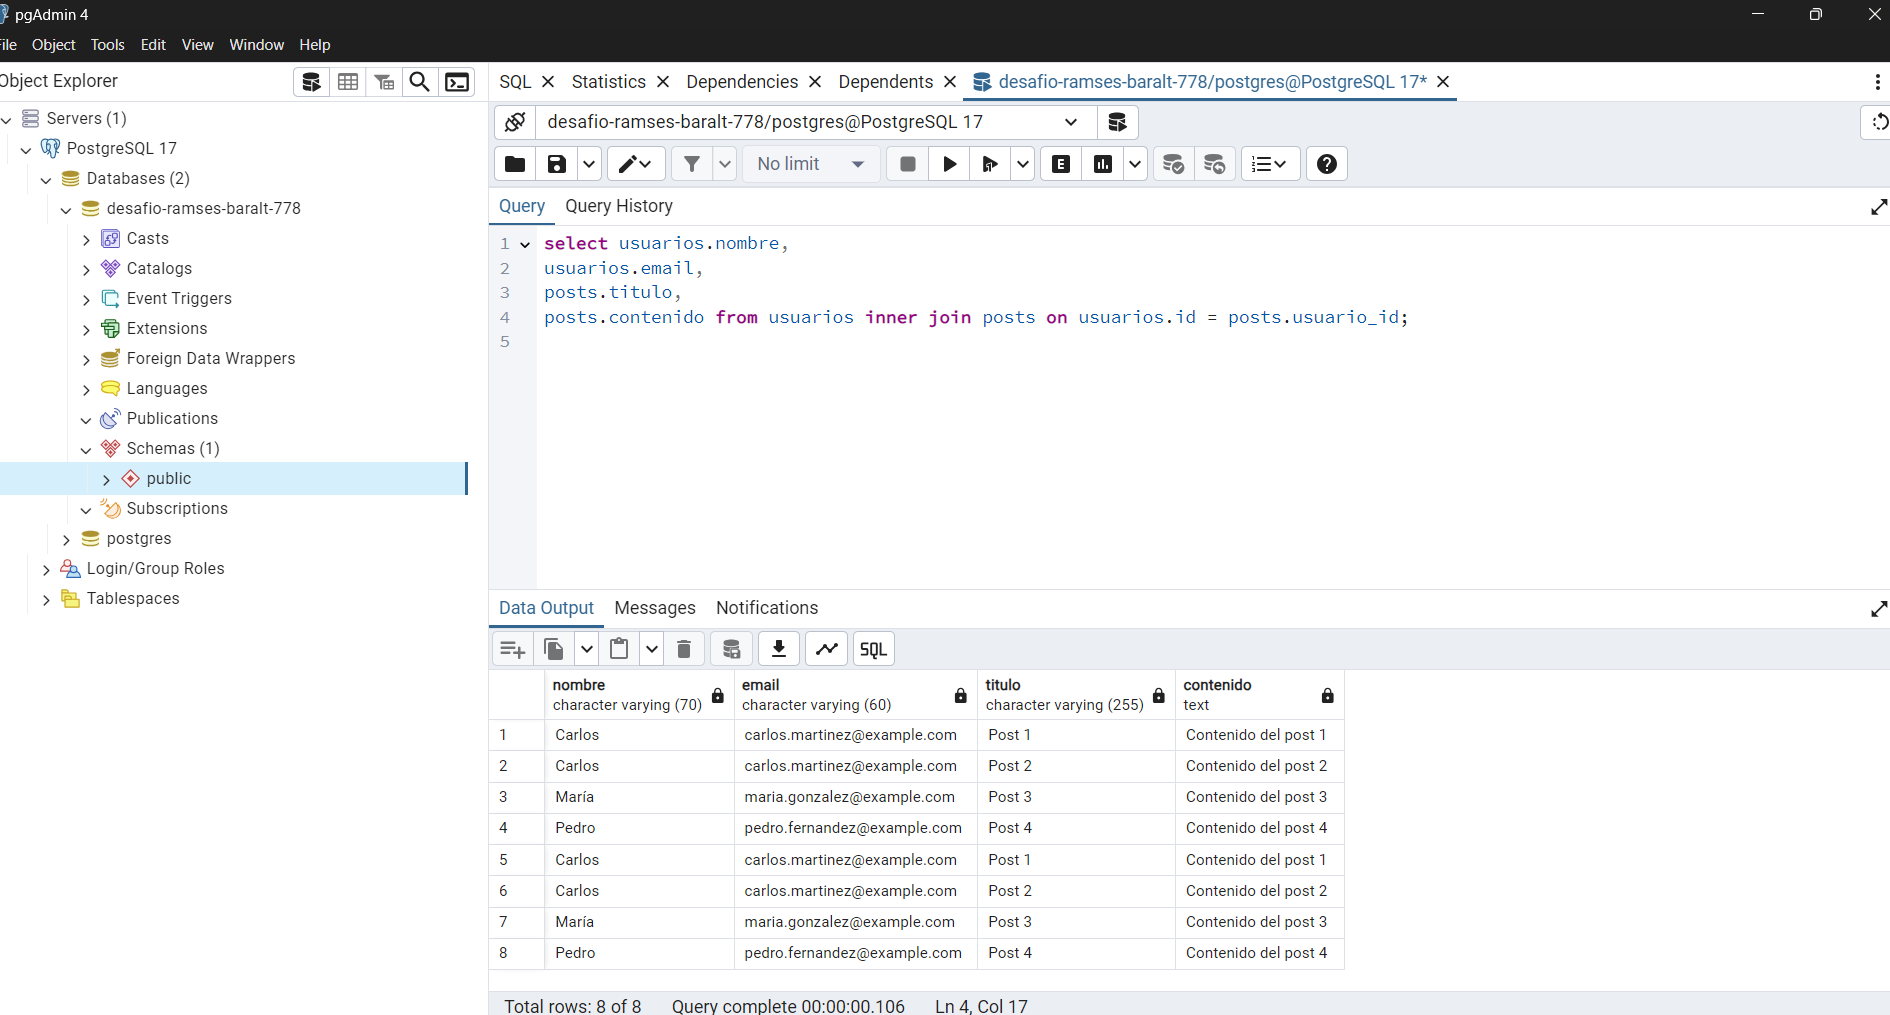 pgAdmin 4
File Object Tools Edit View Window Help
Object Explorer
SQL Statistics Dependencies Dependents desafio-ramses-baralt-778/postgres@PostgreSQL 17*
Servers (1)
PostgreSQL 17
Databases (2)
desafio-ramses-baralt-778
Casts
Catalogs
Event Triggers
Extensions
Foreign Data Wrappers
Languages
Publications
Schemas (1)
public
Subscriptions
postgres
Login/Group Roles
Tablespaces
desafio-ramses-baralt-778/postgres@PostgreSQL 17
No limit E
Query Query History
1 select usuarios.nombre,
2 usuarios.email,
3 posts.titulo,
4 posts.contenido from usuarios inner join posts on usuarios.id = posts.usuario_id;
5
Data Output Messages Notifications
SQL
nombre email titulo contenido
character varying (70) character varying (60) character varying (255) text
1 Carlos carlos.martinez@example.com Post 1 Contenido del post 1
2 Carlos carlos.martinez@example.com Post 2 Contenido del post 2
3 María maria.gonzalez@example.com Post 3 Contenido del post 3
4 Pedro pedro.fernandez@example.com Post 4 Contenido del post 4
5 Carlos carlos.martinez@example.com Post 1 Contenido del post 1
6 Carlos carlos.martinez@example.com Post 2 Contenido del post 2
7 María maria.gonzalez@example.com Post 3 Contenido del post 3
8 Pedro pedro.fernandez@example.com Post 4 Contenido del post 4
Total rows: 8 of 8 Query complete 00:00:00.106 Ln 4, Col 17